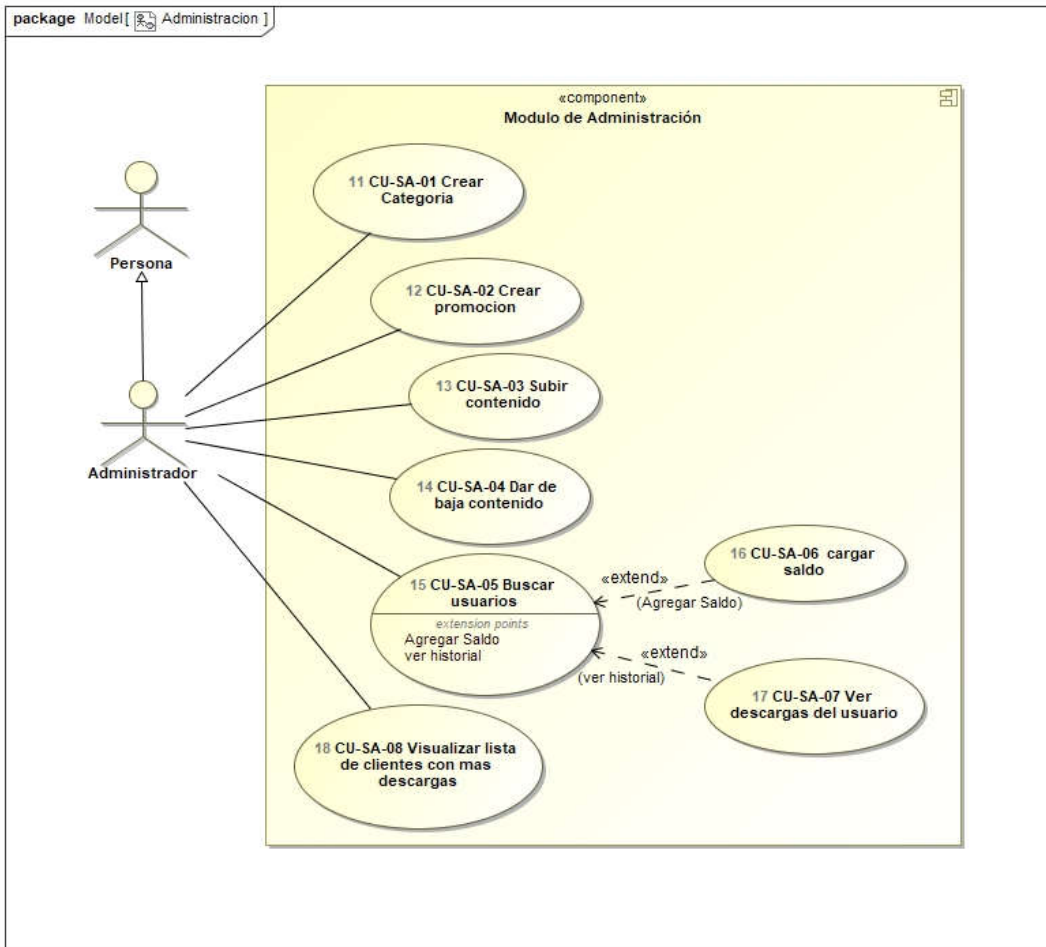 package Model[ Administracion ]
«component»
Modulo de Administración
11 CU-SA-01 Crear
Categoria
Persona
12 CU-SA-02 Crear
promocion
13 CU-SA-03 Subir
contenido
Administrador
14 CU-SA-04 Dar de
baja contenido
15 CU-SA-05 Buscar
usuarios
extension points
Agregar Saldo
ver historial
16 CU-SA-06 cargar
saldo
«extend»
(Agregar Saldo)
«extend»
(ver historial)
17 CU-SA-07 Ver
descargas del usuario
18 CU-SA-08 Visualizar lista
de clientes con mas
descargas